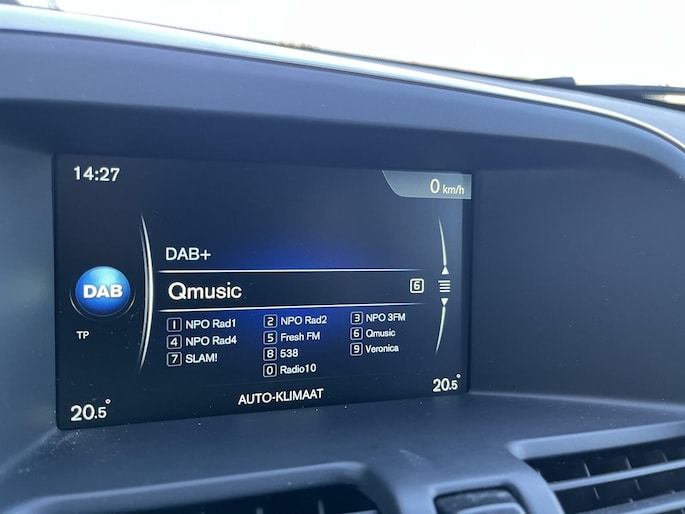 14:27
0 km/h
DAB+
DAB
Qmusic 6
TP
1 NPO Rad1 2 NPO Rad2 3 NPO 3FM
4 NPO Rad4 5 Fresh FM 6 Qmusic
7 SLAM! 8 538 9 Veronica
0 Radio10
20.5° AUTO-KLIMAAT 20.5°